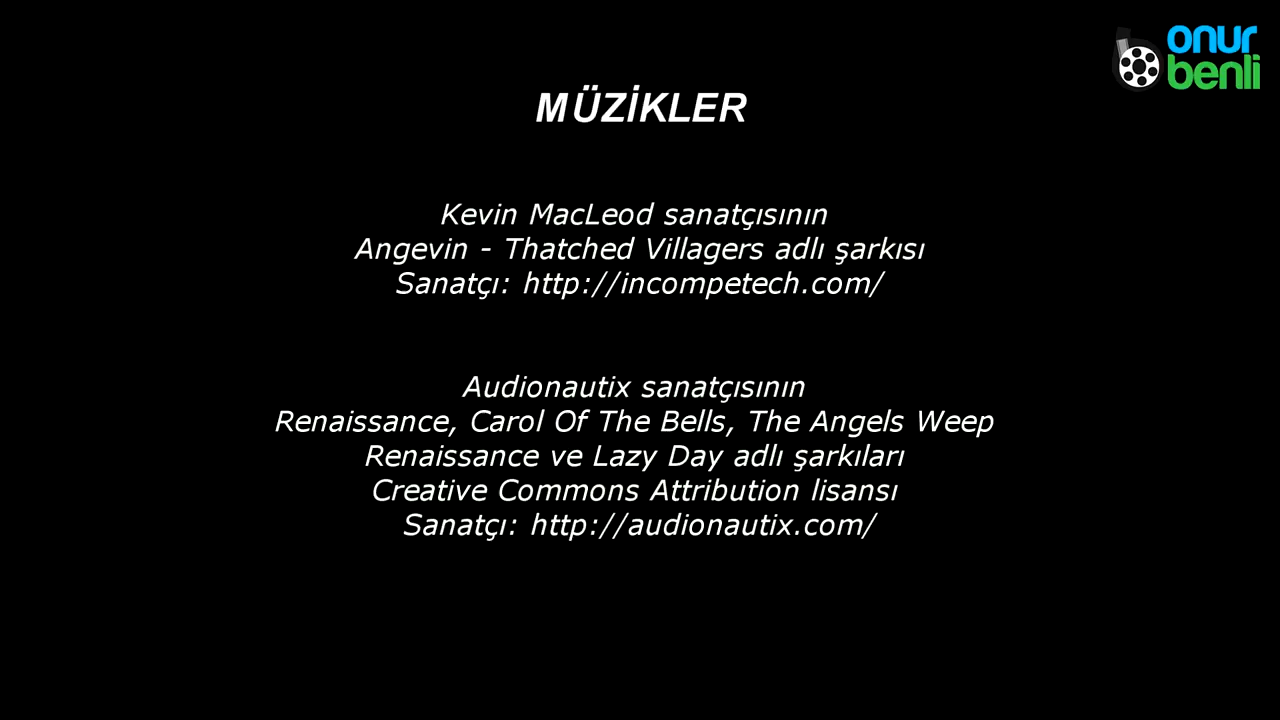 onur
benli
MÜZİKLER
Kevin MacLeod sanatçısının
Angevin - Thatched Villagers adlı şarkısı
Sanatçı: http://incompetech.com/
Audionautix sanatçısının
Renaissance, Carol Of The Bells, The Angels Weep
Renaissance ve Lazy Day adlı şarkıları
Creative Commons Attribution lisansı
Sanatçı: http://audionautix.com/